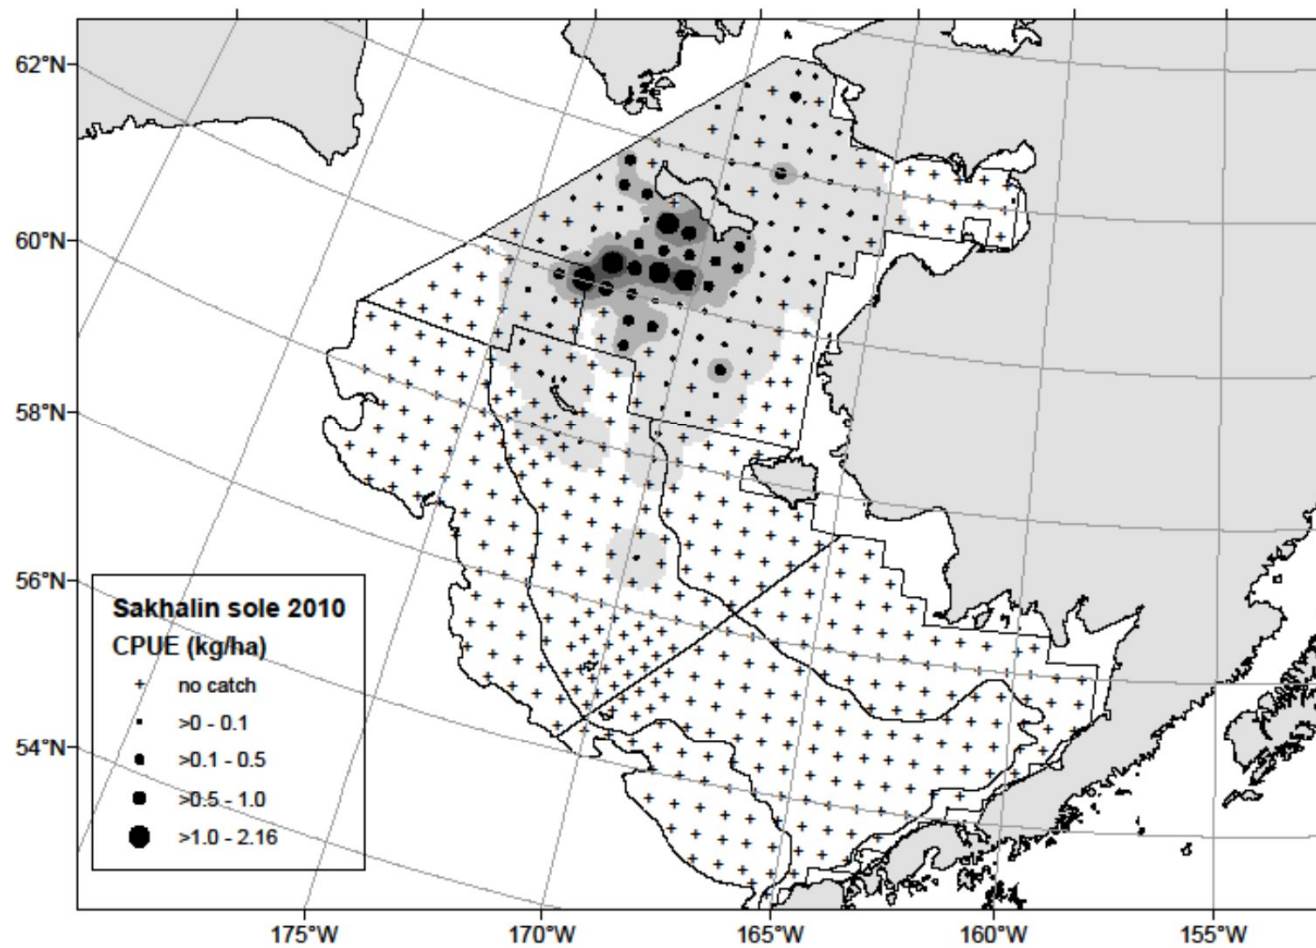 62°N
60°N
58°N
56°N
54°N
Sakhalin sole 2010
CPUE (kg/ha)
+ no catch
>0 - 0.1
>0.1 - 0.5
>0.5 - 1.0
>1.0 - 2.16
175°W
170°W
165°W
160°W
155°W